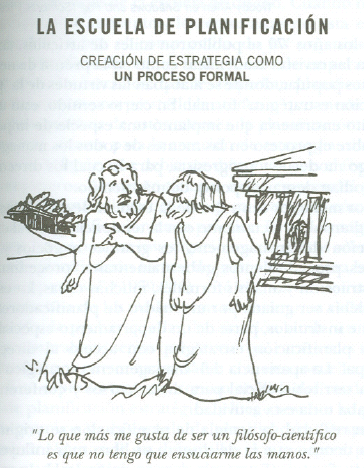 LA ESCUELA DE PLANIFICACIÓN
CREACIÓN DE ESTRATEGIA COMO
UN PROCESO FORMAL
S. HARRIS
"Lo que más me gusta de ser un filósofo-científico
es que no tengo que ensuciarme las manos."